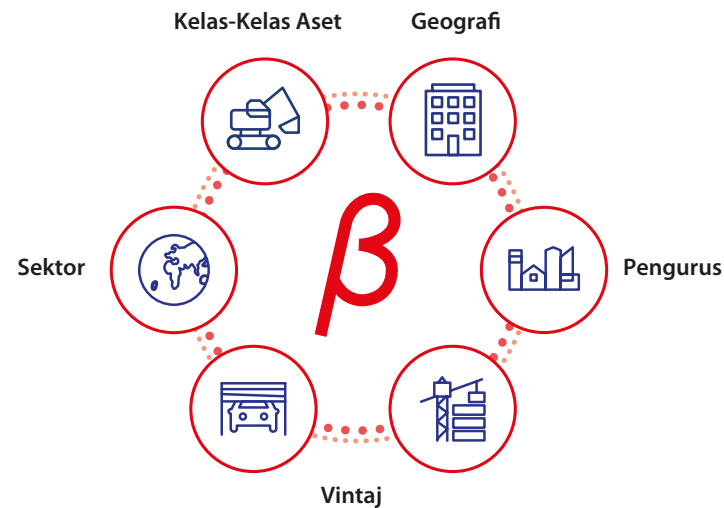 Kelas-Kelas Aset
Geografi
β
Sektor
Pengurus
Vintaj